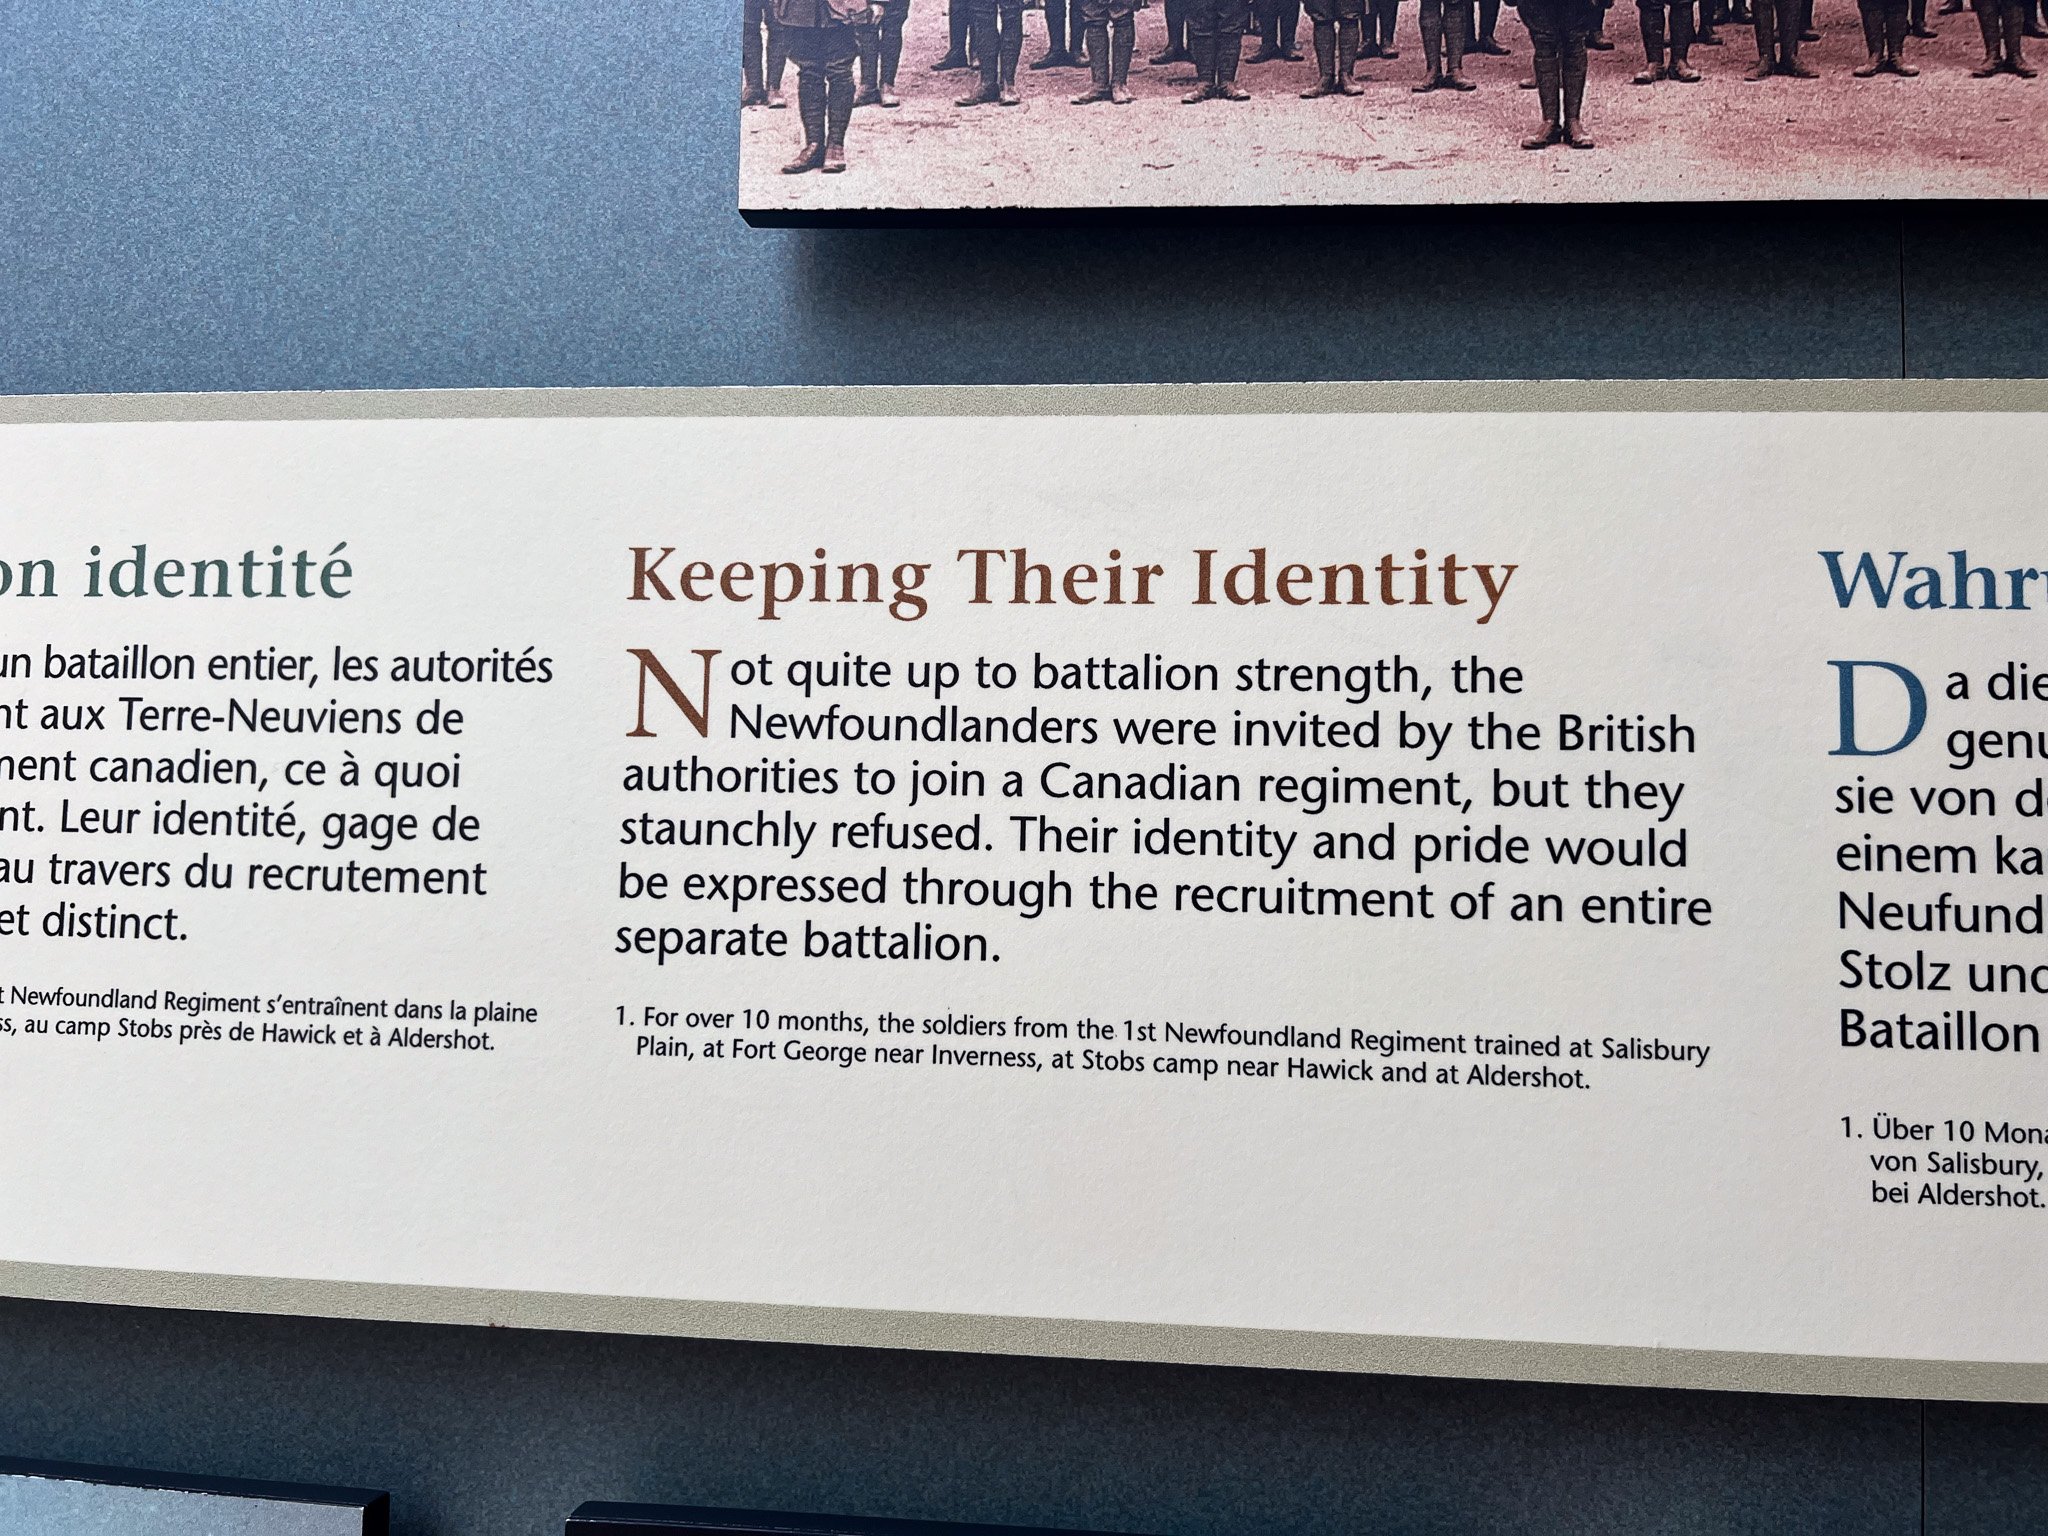 on identité
un bataillon entier, les autorités
nt aux Terre-Neuviens de
ment canadien, ce à quoi
nt. Leur identité, gage de
au travers du recrutement
et distinct.
t Newfoundland Regiment s'entraînent dans la plaine
ss, au camp Stobs près de Hawick et à Aldershot.
Keeping Their Identity
Not quite up to battalion strength, the
Newfoundlanders were invited by the British
authorities to join a Canadian regiment, but they
staunchly refused. Their identity and pride would
be expressed through the recruitment of an entire
separate battalion.
1. For over 10 months, the soldiers from the 1st Newfoundland Regiment trained at Salisbury
Plain, at Fort George near Inverness, at Stobs camp near Hawick and at Aldershot.
Wahru
Da die
genu
sie von d
einem ka
Neufund
Stolz und
Bataillon
1. Über 10 Mona
von Salisbury,
bei Aldershot.